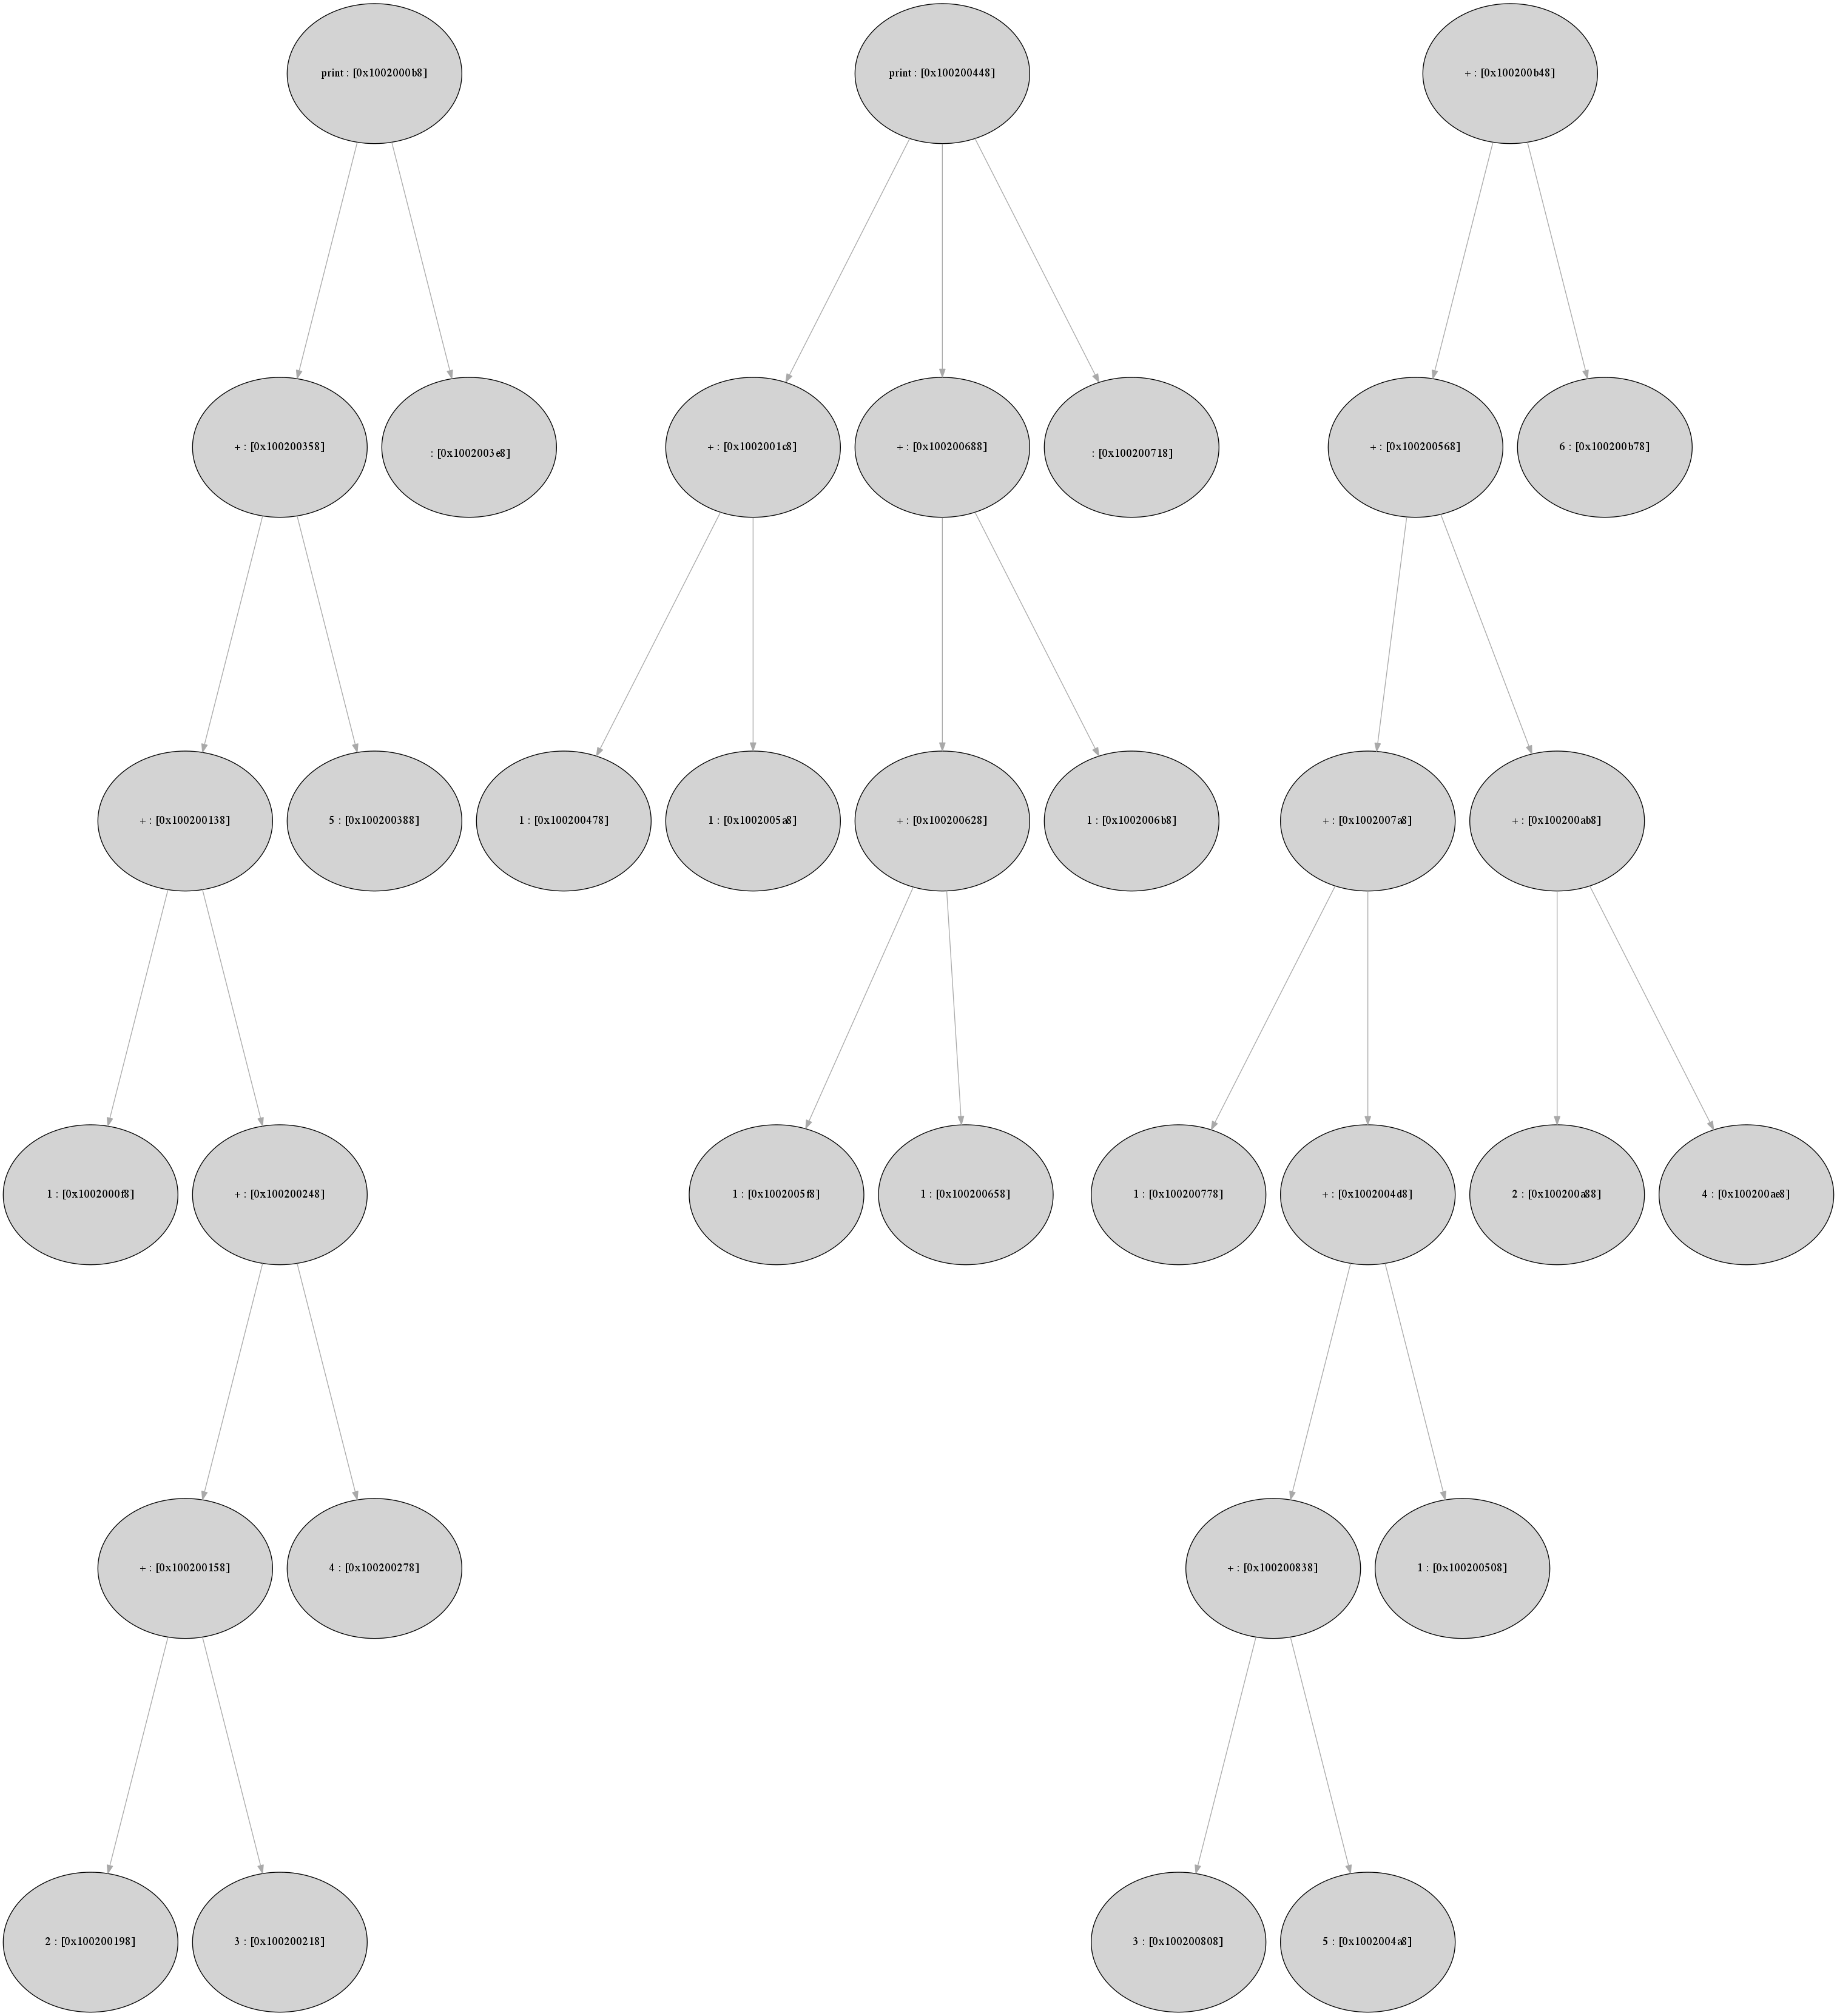 print : [0x1002000b8]
print : [0x100200448]
+ : [0x100200b48]
+ : [0x100200358]
: [0x1002003e8]
+ : [0x1002001c8]
+ : [0x100200688]
: [0x100200718]
+ : [0x100200568]
6 : [0x100200b78]
+ : [0x100200138]
5 : [0x100200388]
1 : [0x100200478]
1 : [0x1002005a8]
+ : [0x100200628]
1 : [0x1002006b8]
+ : [0x1002007a8]
+ : [0x100200ab8]
1 : [0x1002000f8]
+ : [0x100200248]
1 : [0x1002005f8]
1 : [0x100200658]
1 : [0x100200778]
+ : [0x1002004d8]
2 : [0x100200a88]
4 : [0x100200ae8]
+ : [0x100200158]
4 : [0x100200278]
+ : [0x100200838]
1 : [0x100200508]
2 : [0x100200198]
3 : [0x100200218]
3 : [0x100200808]
5 : [0x1002004a8]